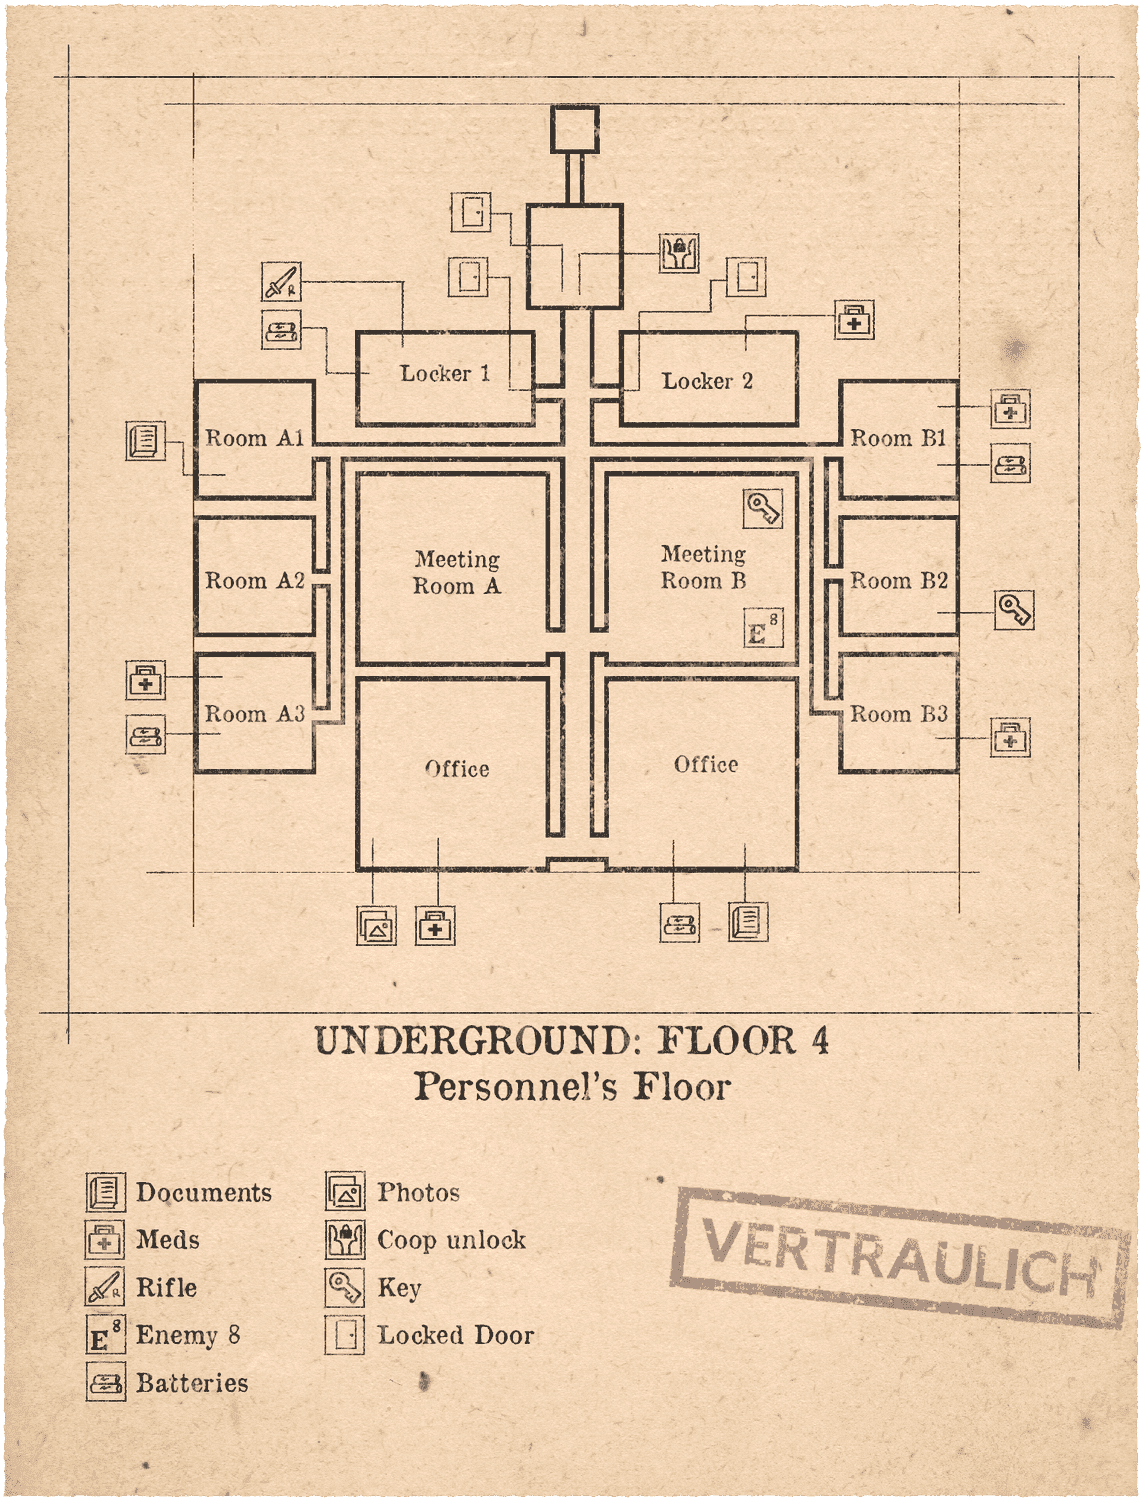 Locker 1
Locker 2
Room A1
Room B1
Meeting
Room A
Meeting
Room B
Room A2
Room B2
E8
Room A3
Room B3
Office
Office
UNDERGROUND: FLOOR 4
Personnel's Floor
Documents
Photos
Meds
Coop unlock
R Rifle
Key
E8 Enemy 8
Locked Door
Batteries
VERTRAULICH
R